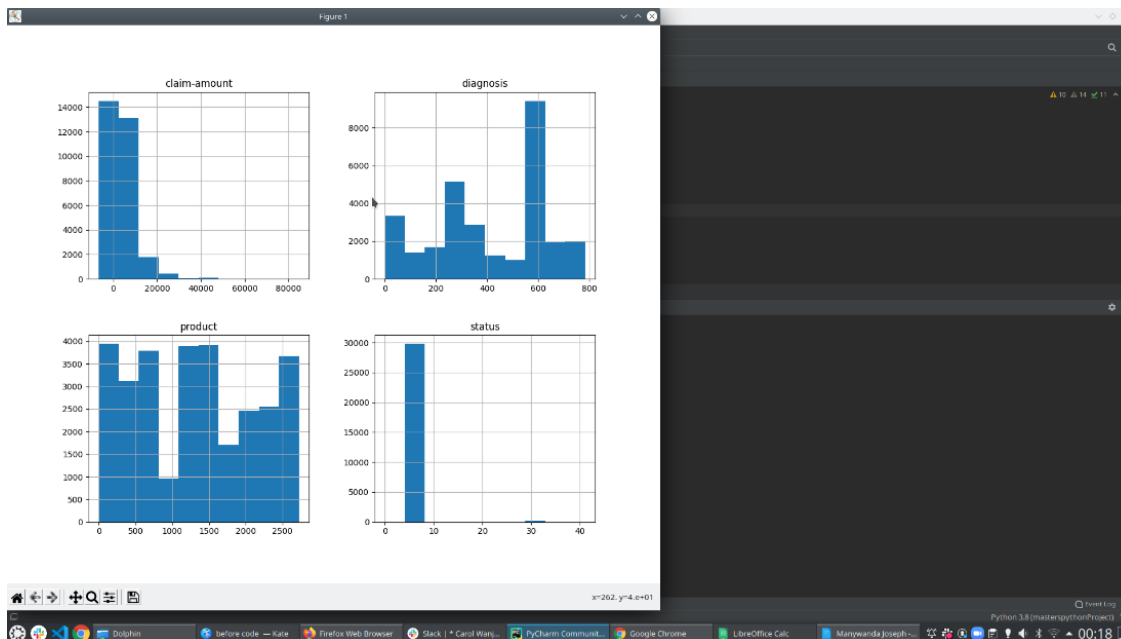 Figure 1
claim-amount
14000
12000
10000
8000
6000
4000
2000
0
0 20000 40000 60000 80000
diagnosis
8000
6000
4000
2000
0
0 200 400 600 800
product
4000
3500
3000
2500
2000
1500
1000
500
0
0 500 1000 1500 2000 2500
status
30000
25000
20000
15000
10000
5000
0
0 10 20 30 40
10 14 11
x=262. y=4.e+01
Event Log
Python 3.8 (masterspythonProject)
Dolphin
before code — Kate
Firefox Web Browser
Slack | * Carol Wanj...
PyCharm Communit...
Google Chrome
LibreOffice Calc
Manywanda Joseph -...
00:18